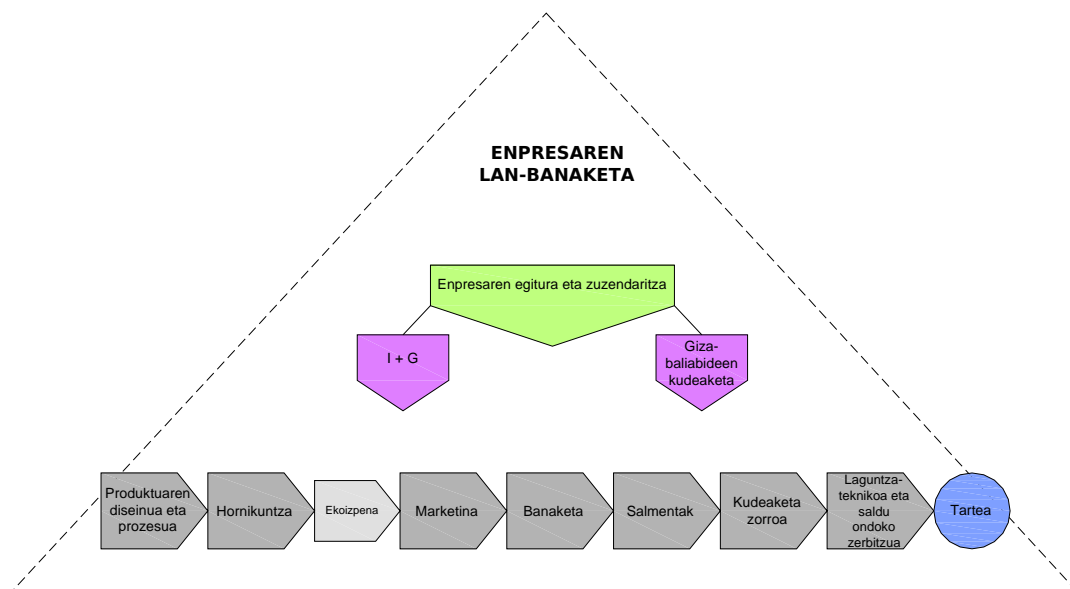 ENPRESAREN
LAN-BANAKETA
Enpresaren egitura eta zuzendaritza
I + G
Giza-
baliabideen
kudeaketa
Produktuaren
diseinua eta
prozesua
Hornikuntza
Ekoizpena
Marketina
Banaketa
Salmentak
Kudeaketa
zorroa
Laguntza-
teknikoa eta
saldu
ondoko
zerbitzua
Tartea